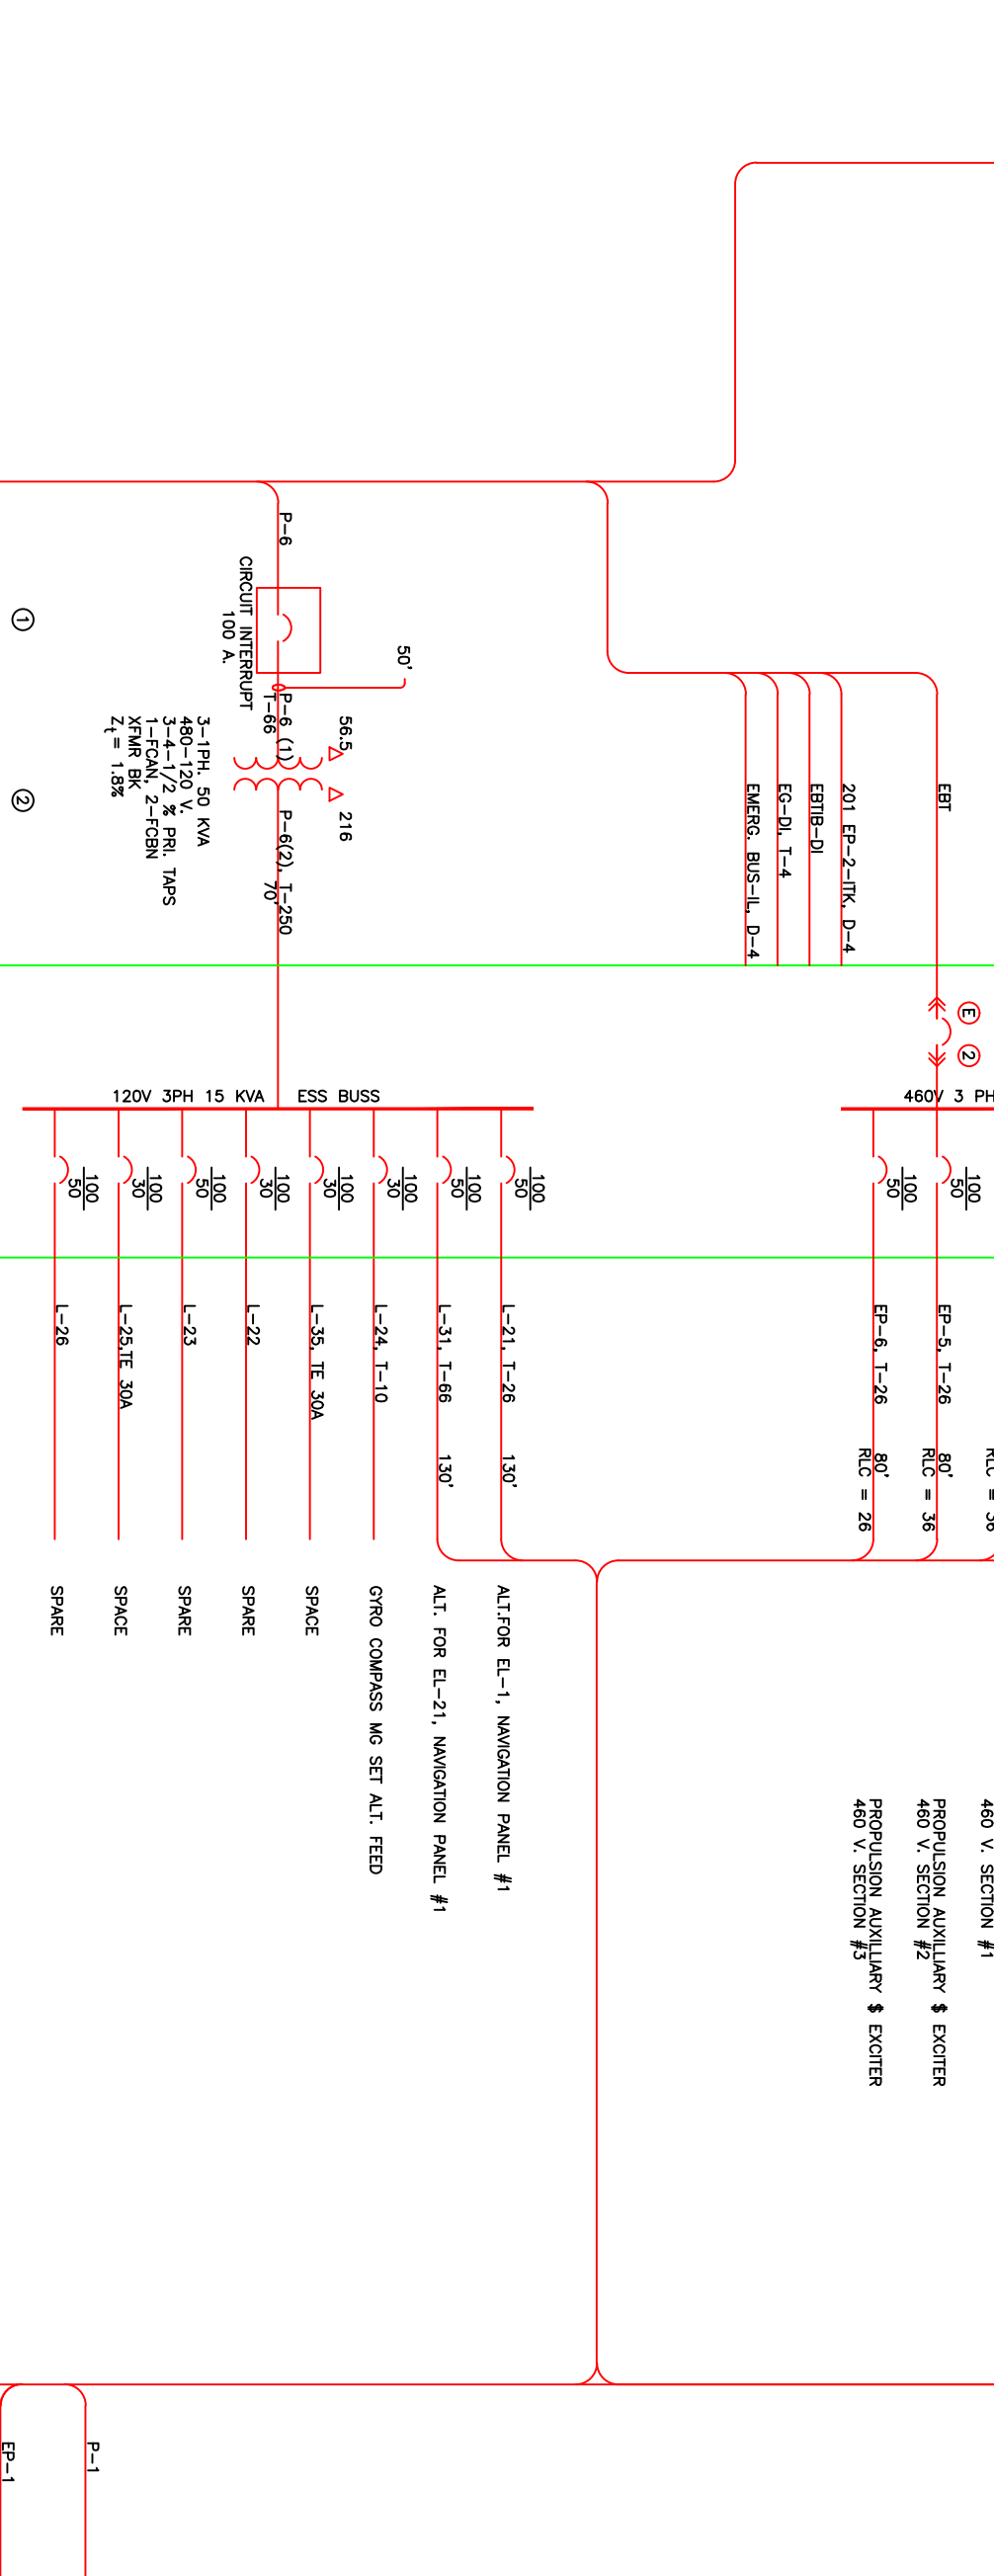 P-6
CIRCUIT INTERRUPT
100 A.
50'
P-6 (1)
T-66
56.5
216
3-1PH. 50 KVA
480-120 V.
3-4-1/2 % PRI. TAPS
1-FCAN, 2-FCBN
XFMR BK
Zt = 1.8%
P-6(2), T-250
70'
1
2
EBT
201 EP-2-ITK, D-4
EBTIB-DI
EG-DI, T-4
EMERG. BUS-IL, D-4
E
2
120V 3PH 15 KVA ESS BUSS
460V 3 PH
100
50
100
30
100
50
100
30
100
30
100
30
100
50
100
50
100
50
100
50
L-26
L-25,TE 30A
L-23
L-22
L-35, TE 30A
L-24, T-10
L-31, T-66 130'
L-21, T-26 130'
EP-6, T-26 80'
RLC = 26
EP-5, T-26 80'
RLC = 36
RLC = 36
SPARE
SPACE
SPARE
SPARE
SPACE
GYRO COMPASS MG SET ALT. FEED
ALT. FOR EL-21, NAVIGATION PANEL #1
ALT.FOR EL-1, NAVIGATION PANEL #1
PROPULSION AUXILLIARY $ EXCITER
460 V. SECTION #3
PROPULSION AUXILLIARY $ EXCITER
460 V. SECTION #2
460 V. SECTION #1
EP-1
P-1